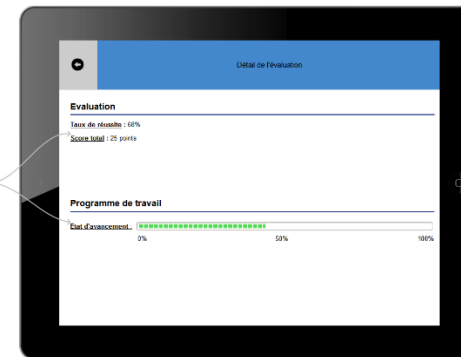 Détail de l'évaluation
Evaluation
Taux de réussite : 68%
Score total : 25 points
Programme de travail
Etat d'avancement :
0% 50% 100%